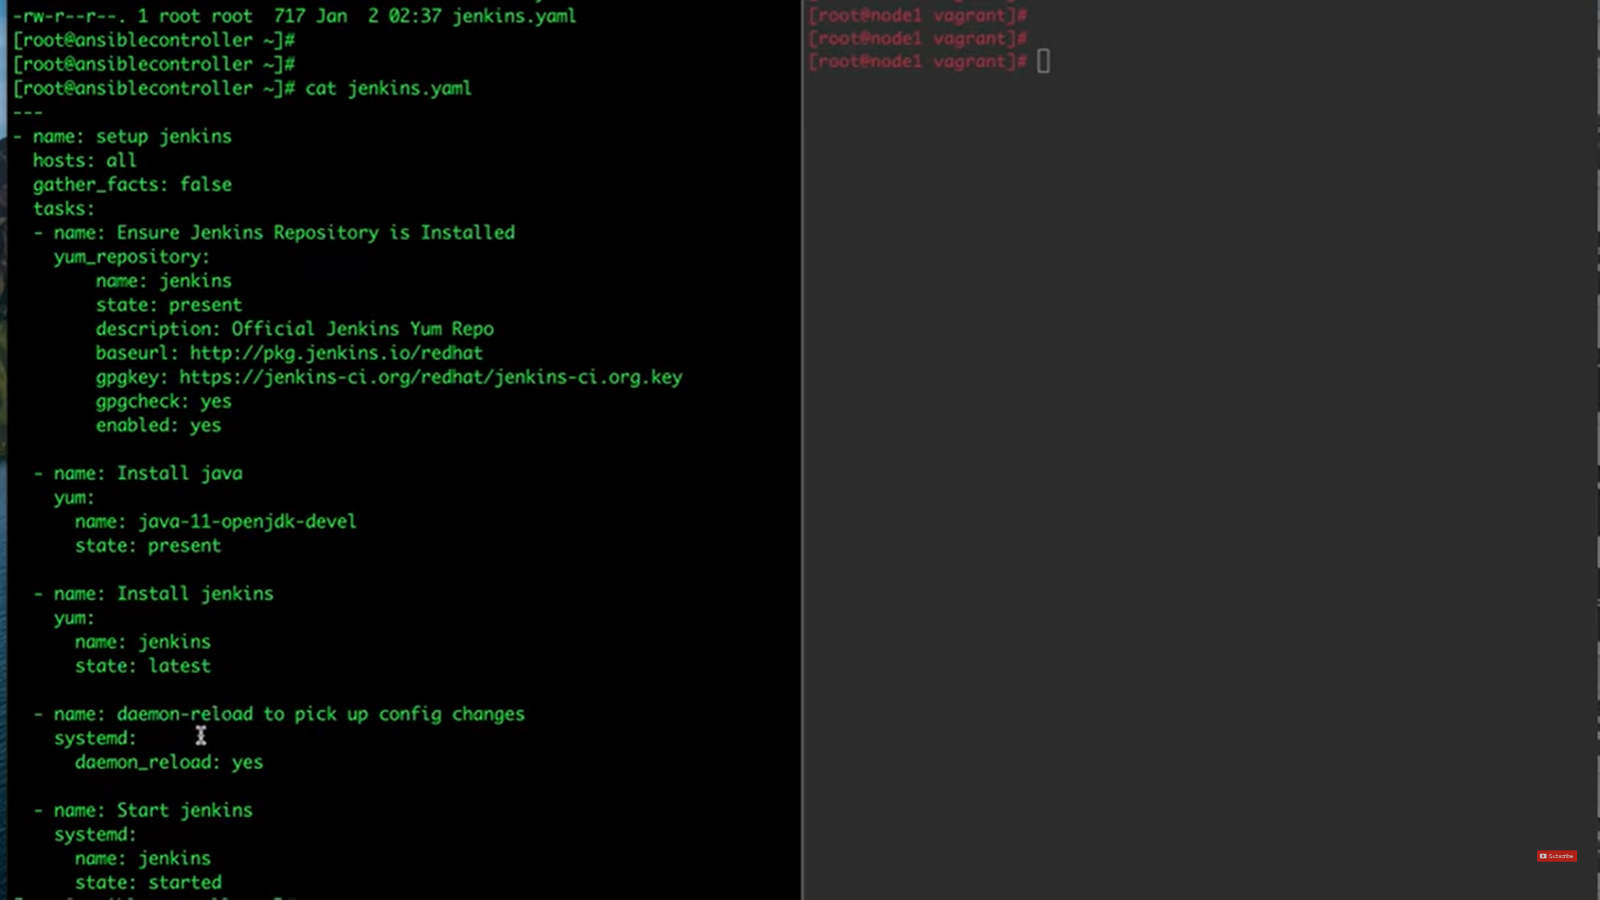 -rw-r--r--. 1 root root  717 Jan  2 02:37 jenkins.yaml
[root@ansiblecontroller ~]#
[root@ansiblecontroller ~]#
[root@ansiblecontroller ~]# cat jenkins.yaml
---
- name: setup jenkins
  hosts: all
  gather_facts: false
  tasks:
  - name: Ensure Jenkins Repository is Installed
    yum_repository:
        name: jenkins
        state: present
        description: Official Jenkins Yum Repo
        baseurl: http://pkg.jenkins.io/redhat
        gpgkey: https://jenkins-ci.org/redhat/jenkins-ci.org.key
        gpgcheck: yes
        enabled: yes
  - name: Install java
    yum:
      name: java-11-openjdk-devel
      state: present
  - name: Install jenkins
    yum:
      name: jenkins
      state: latest
  - name: daemon-reload to pick up config changes
    systemd:
      daemon_reload: yes
  - name: Start jenkins
    systemd:
      name: jenkins
      state: started
[root@node1 vagrant]#
[root@node1 vagrant]#
[root@node1 vagrant]#
Subscribe